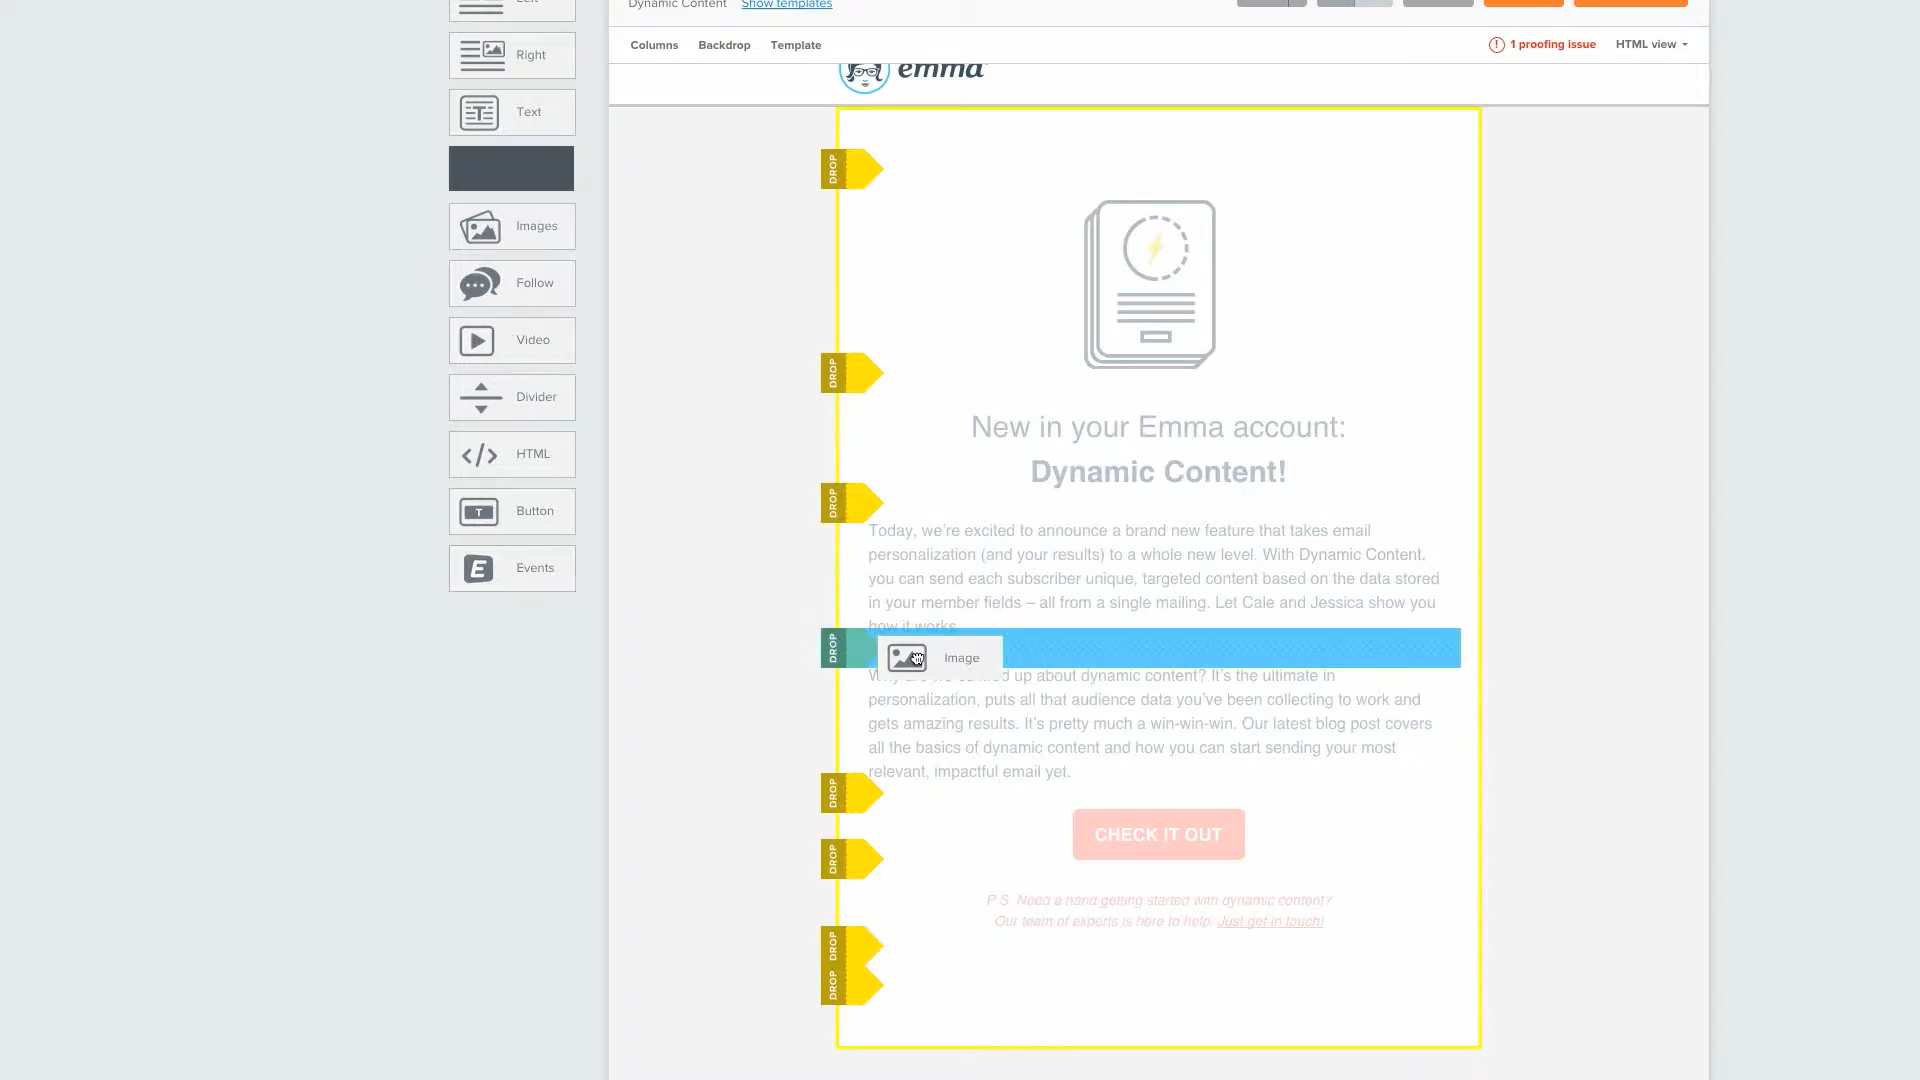 Dynamic Content Show templates
Columns Backdrop Template
1 proofing issue HTML view
emma
Right
Text
Images
Follow
Video
Divider
HTML
Button
Events
DROP
DROP
New in your Emma account:
Dynamic Content!
DROP
Today, we're excited to announce a brand new feature that takes email
personalization (and your results) to a whole new level. With Dynamic Content,
you can send each subscriber unique, targeted content based on the data stored
in your member fields – all from a single mailing. Let Cale and Jessica show you
how it works.
DROP
Image
up about dynamic content? It's the ultimate in
personalization, puts all that audience data you've been collecting to work and
gets amazing results. It's pretty much a win-win-win. Our latest blog post covers
all the basics of dynamic content and how you can start sending your most
relevant, impactful email yet.
DROP
CHECK IT OUT
DROP
P.S. Need a hand getting started with dynamic content?
Our team of experts is here to help. Just get in touch!
DROP
DROP